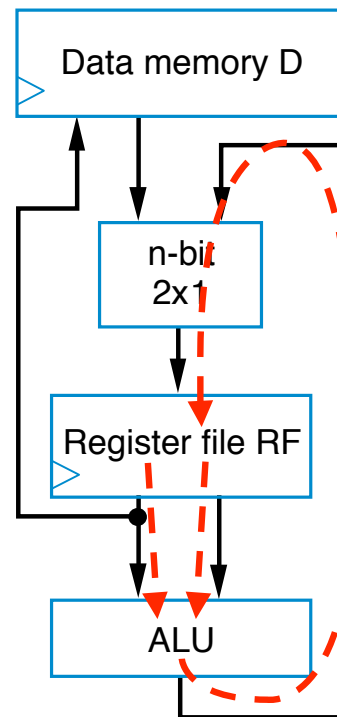 Data memory D
n-bit
2x1
Register file RF
ALU